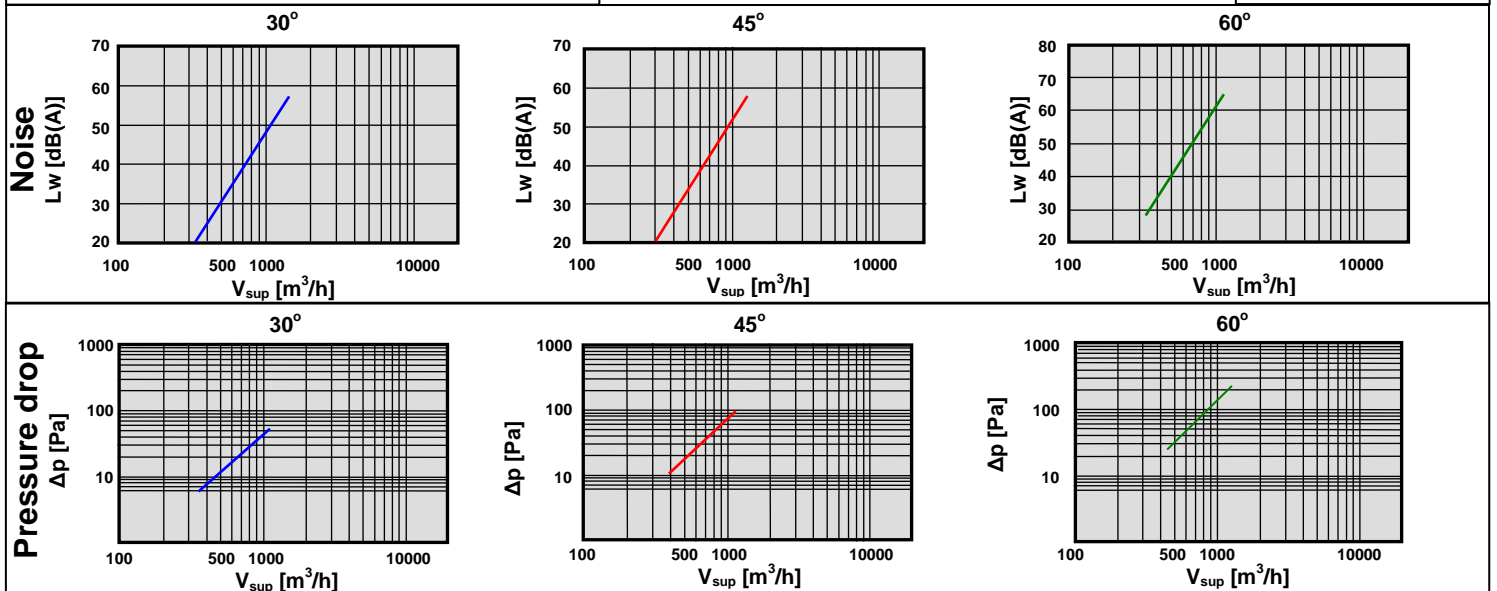 30° 45° 60°
Noise
Lw [dB(A)] Lw [dB(A)] Lw [dB(A)]
70 70 80
60 60 70
50 50 60
40 40 50
30 30 40
20 20 30
20
100 500 1000 10000 100 500 1000 10000 100 500 1000 10000
Vsup [m³/h] Vsup [m³/h] Vsup [m³/h]
30° 45° 60°
Pressure drop
Δp [Pa] Δp [Pa] Δp [Pa]
1000 1000 1000
100 100 100
10 10 10
100 500 1000 10000 100 500 1000 10000 100 500 1000 10000
Vsup [m³/h] Vsup [m³/h] Vsup [m³/h]